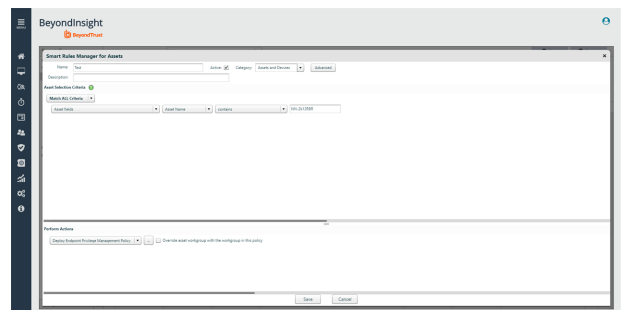 MENU
BeyondInsight
BeyondTrust
Smart Rules Manager for Assets
Name: Test Active: Category: Assets and Devices Advanced
Description:
Asset Selection Criteria
Match ALL Criteria
Asset fields Asset Name contains
Perform Actions
Deploy Endpoint Privilege Management Policy ... Override asset workgroup with the workgroup in this policy
Save Cancel